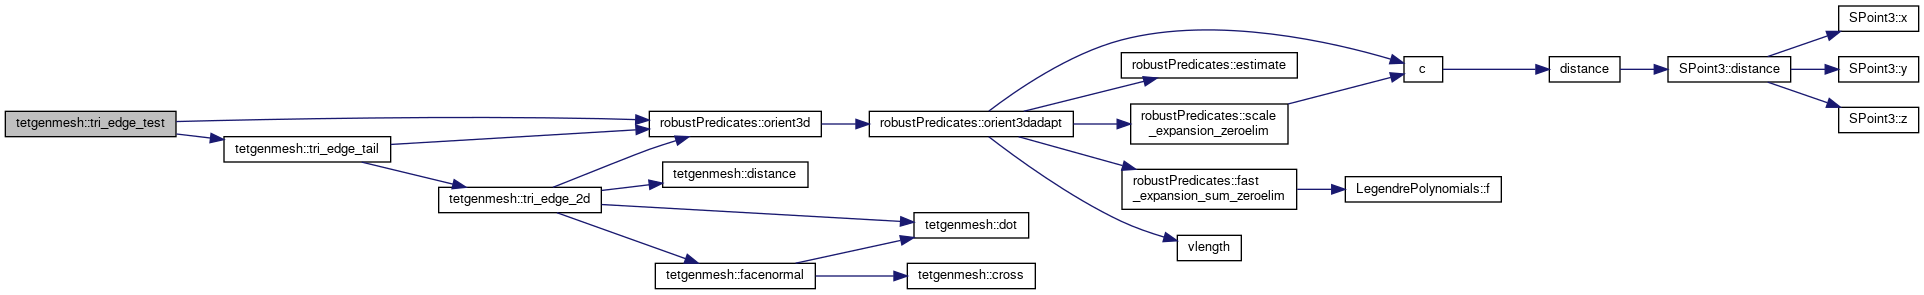 tetgenmesh::tri_edge_test
tetgenmesh::tri_edge_tail
tetgenmesh::tri_edge_2d
robustPredicates::orient3d
tetgenmesh::distance
tetgenmesh::dot
tetgenmesh::facenormal
tetgenmesh::cross
robustPredicates::orient3dadapt
robustPredicates::estimate
robustPredicates::scale
_expansion_zeroelim
robustPredicates::fast
_expansion_sum_zeroelim
vlength
LegendrePolynomials::f
c
distance
SPoint3::distance
SPoint3::x
SPoint3::y
SPoint3::z